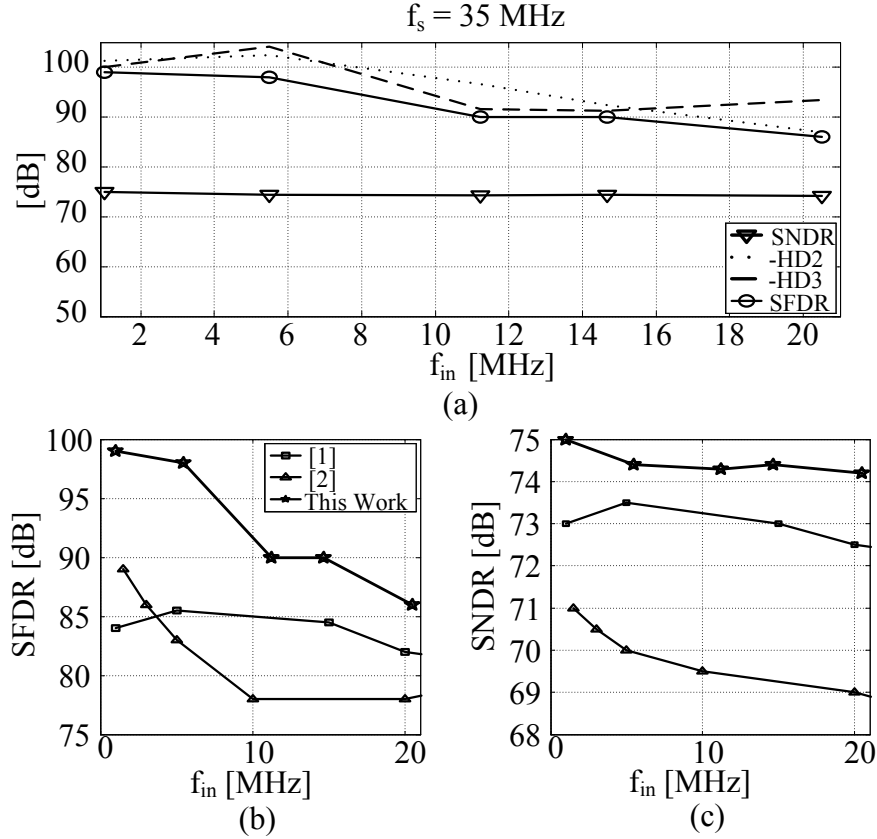 f_s = 35 MHz
100
90
80
70
60
50
[dB]
SNDR
-HD2
-HD3
SFDR
2 4 6 8 10 12 14 16 18 20
f_in [MHz]
(a)
100
95
90
85
80
75
SFDR [dB]
[1]
[2]
This Work
0 10 20
f_in [MHz]
(b)
75
74
73
72
71
70
69
68
SNDR [dB]
0 10 20
f_in [MHz]
(c)